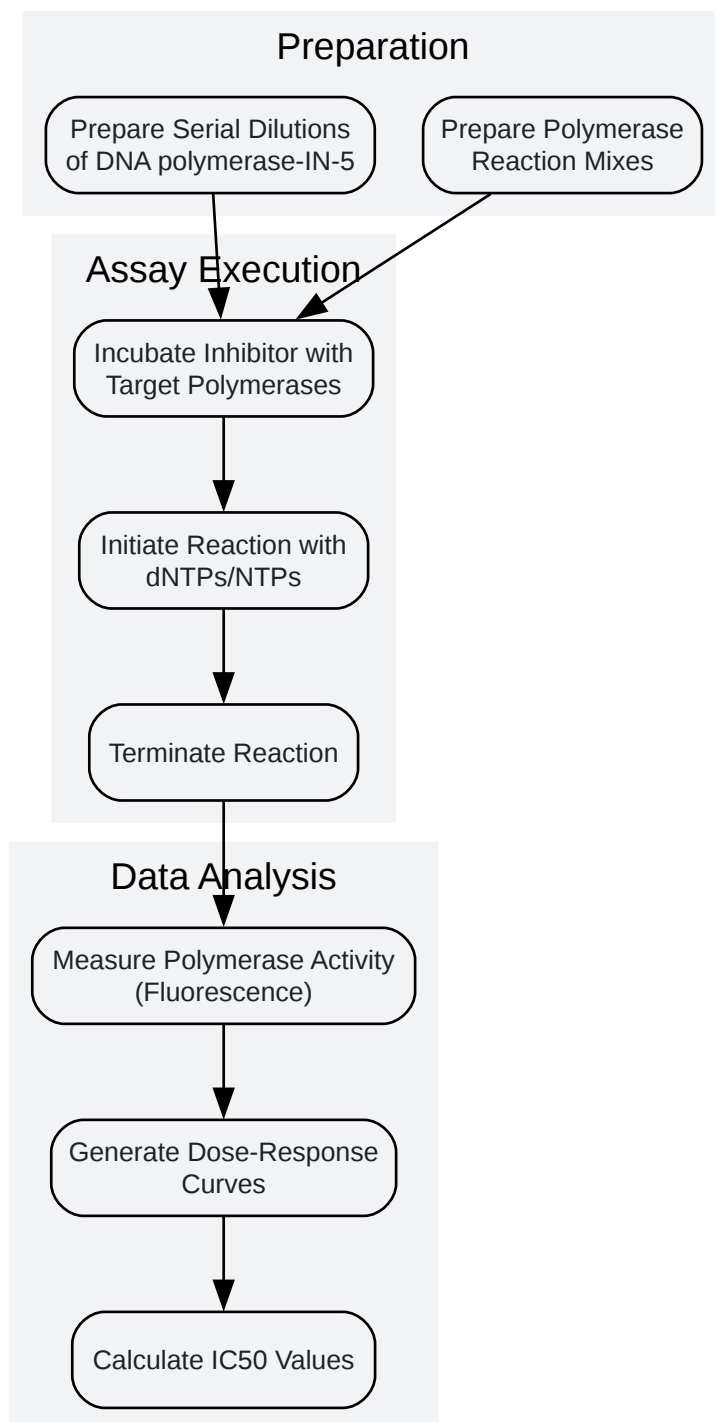 Preparation
Prepare Serial Dilutions
of DNA polymerase-IN-5
Prepare Polymerase
Reaction Mixes
Assay Execution
Incubate Inhibitor with
Target Polymerases
Initiate Reaction with
dNTPs/NTPs
Terminate Reaction
Data Analysis
Measure Polymerase Activity
(Fluorescence)
Generate Dose-Response
Curves
Calculate IC50 Values